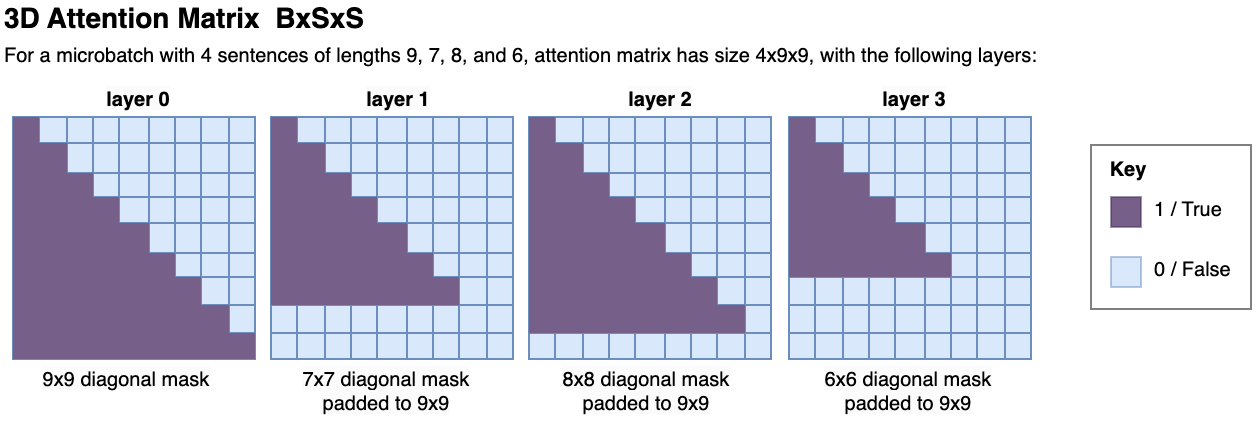 3D Attention Matrix BxSxS
For a microbatch with 4 sentences of lengths 9, 7, 8, and 6, attention matrix has size 4x9x9, with the following layers:
layer 0
layer 1
layer 2
layer 3
9x9 diagonal mask
7x7 diagonal mask
padded to 9x9
8x8 diagonal mask
padded to 9x9
6x6 diagonal mask
padded to 9x9
Key
1 / True
0 / False